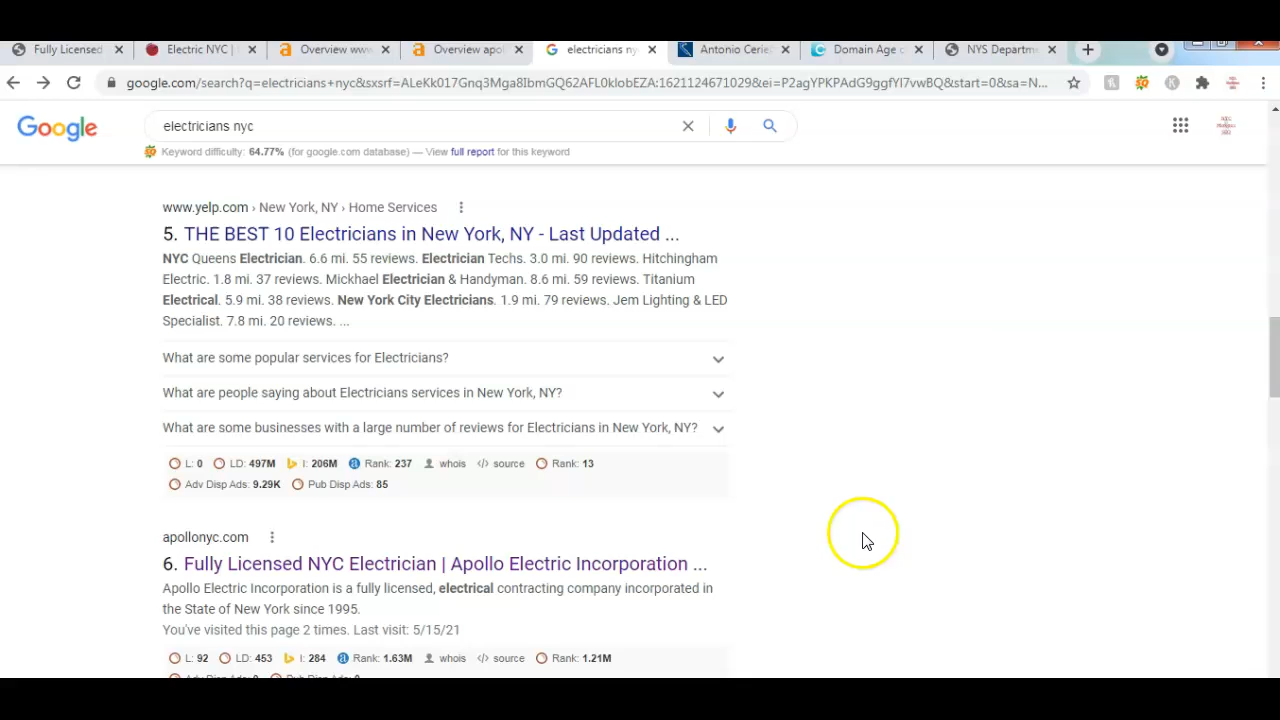 Fully Licensed
Electric NYC |
Overview www
Overview apol
electricians ny
Antonio Cerie
Domain Age c
NYS Departm
google.com/search?q=electricians+nyc&sxsrf=ALeKk017Gnq3Mga8IbmGQ62AFL0klobEZA:1621124671029&ei=P2agYPKPAdG9ggfYl7vwBQ&start=0&sa=N...
Google
electricians nyc
Keyword difficulty: 64.77% (for google.com database) — View full report for this keyword
www.yelp.com › New York, NY › Home Services
5. THE BEST 10 Electricians in New York, NY - Last Updated ...
NYC Queens Electrician. 6.6 mi. 55 reviews. Electrician Techs. 3.0 mi. 90 reviews. Hitchingham
Electric. 1.8 mi. 37 reviews. Mickhael Electrician & Handyman. 8.6 mi. 59 reviews. Titanium
Electrical. 5.9 mi. 38 reviews. New York City Electricians. 1.9 mi. 79 reviews. Jem Lighting & LED
Specialist. 7.8 mi. 20 reviews. ...
What are some popular services for Electricians?
What are people saying about Electricians services in New York, NY?
What are some businesses with a large number of reviews for Electricians in New York, NY?
L: 0 LD: 497M I: 206M Rank: 237 whois </> source Rank: 13
Adv Disp Ads: 9.29K Pub Disp Ads: 85
apollonyc.com
6. Fully Licensed NYC Electrician | Apollo Electric Incorporation ...
Apollo Electric Incorporation is a fully licensed, electrical contracting company incorporated in
the State of New York since 1995.
You've visited this page 2 times. Last visit: 5/15/21
L: 92 LD: 453 I: 284 Rank: 1.63M whois </> source Rank: 1.21M